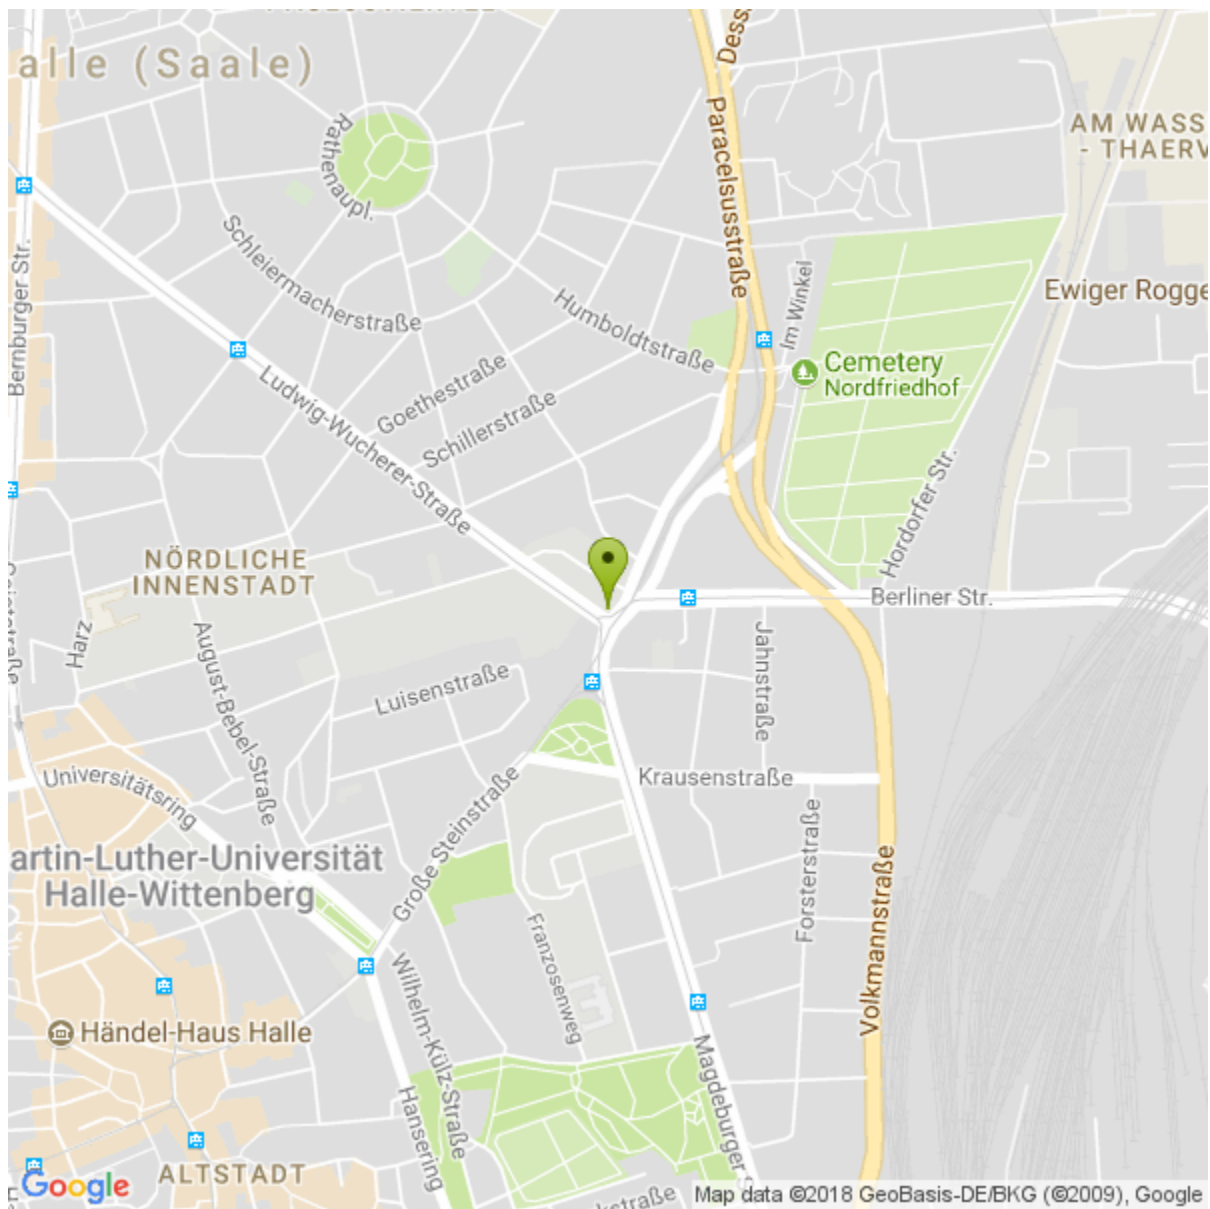 alle (Saale)
Rathenaupl.
Paracelsusstraße
Dess
AM WASS
- THAERV
Schleiermacherstraße
Bernburger Str.
Humboldtstraße
Im Winkel
Ewiger Rogge
Cemetery
Nordfriedhof
Goethestraße
Schillerstraße
Ludwig-Wucherer-Straße
Hordorfer Str.
NÖRDLICHE
INNENSTADT
Berliner Str.
Harz
August-Bebel-Straße
Luisenstraße
Jahnstraße
Universitätsring
Krausenstraße
Große Steinstraße
Forsterstraße
artin-Luther-Universität
Halle-Wittenberg
Volkmannstraße
Franzosenweg
Wilhelm-Külz-Straße
Händel-Haus Halle
Magdeburger S
Hansering
ALTSTADT
kstraße
Google
Map data ©2018 GeoBasis-DE/BKG (©2009), Google